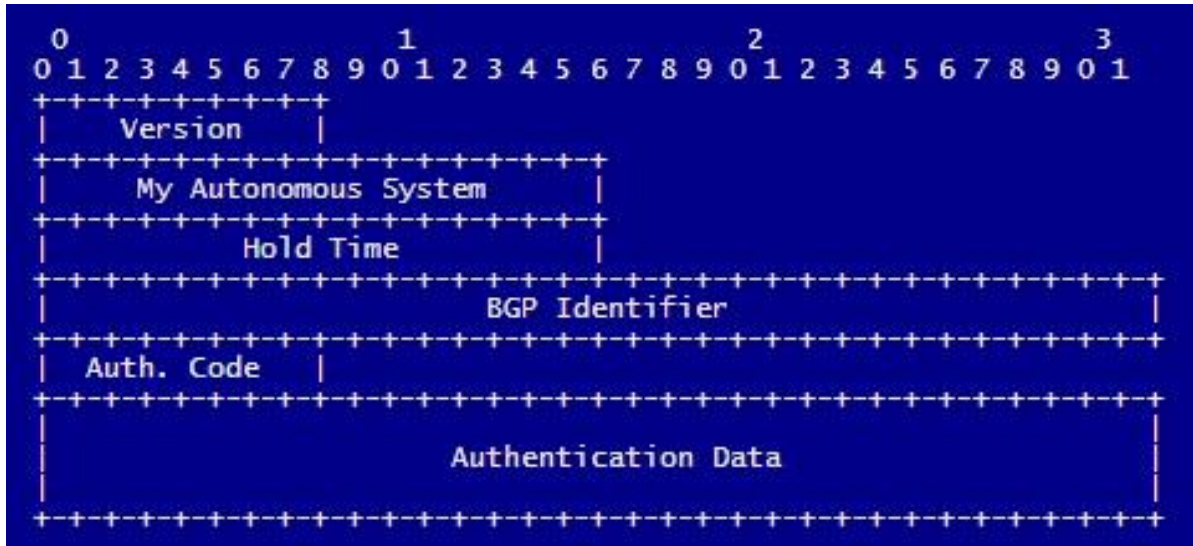 0 1 2 3
0 1 2 3 4 5 6 7 8 9 0 1 2 3 4 5 6 7 8 9 0 1 2 3 4 5 6 7 8 9 0 1
+-+-+-+-+-+-+-+-+
| Version |
+-+-+-+-+-+-+-+-+-+-+-+-+-+-+-+-+
| My Autonomous System |
+-+-+-+-+-+-+-+-+-+-+-+-+-+-+-+-+
| Hold Time |
+-+-+-+-+-+-+-+-+-+-+-+-+-+-+-+-+-+-+-+-+-+-+-+-+-+-+-+-+-+-+-+-+
| BGP Identifier |
+-+-+-+-+-+-+-+-+-+-+-+-+-+-+-+-+-+-+-+-+-+-+-+-+-+-+-+-+-+-+-+-+
| Auth. Code |
+-+-+-+-+-+-+-+-+-+-+-+-+-+-+-+-+-+-+-+-+-+-+-+-+-+-+-+-+-+-+-+-+
| |
| Authentication Data |
| |
+-+-+-+-+-+-+-+-+-+-+-+-+-+-+-+-+-+-+-+-+-+-+-+-+-+-+-+-+-+-+-+-+